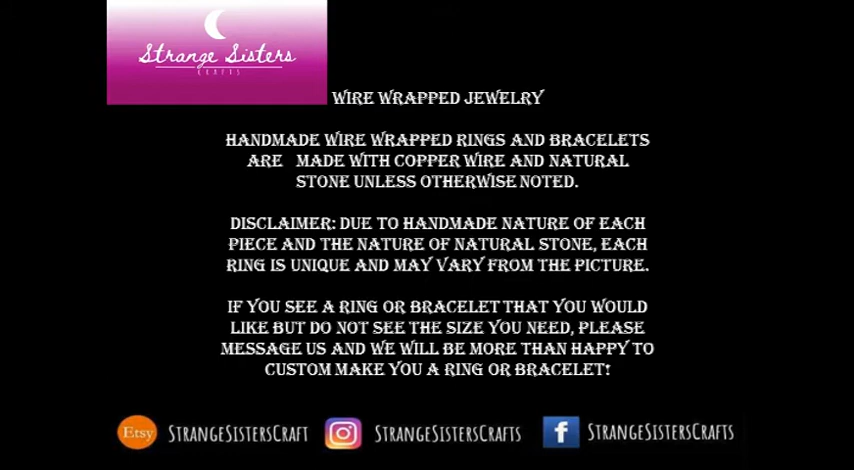 Strange Sisters
CRAFTS
WIRE WRAPPED JEWELRY
HANDMADE WIRE WRAPPED RINGS AND BRACELETS
ARE MADE WITH COPPER WIRE AND NATURAL
STONE UNLESS OTHERWISE NOTED.
DISCLAIMER: DUE TO HANDMADE NATURE OF EACH
PIECE AND THE NATURE OF NATURAL STONE, EACH
RING IS UNIQUE AND MAY VARY FROM THE PICTURE.
IF YOU SEE A RING OR BRACELET THAT YOU WOULD
LIKE BUT DO NOT SEE THE SIZE YOU NEED, PLEASE
MESSAGE US AND WE WILL BE MORE THAN HAPPY TO
CUSTOM MAKE YOU A RING OR BRACELET!
Etsy STRANGESISTERSCRAFT STRANGESISTERSCRAFTS f STRANGESISTERSCRAFTS